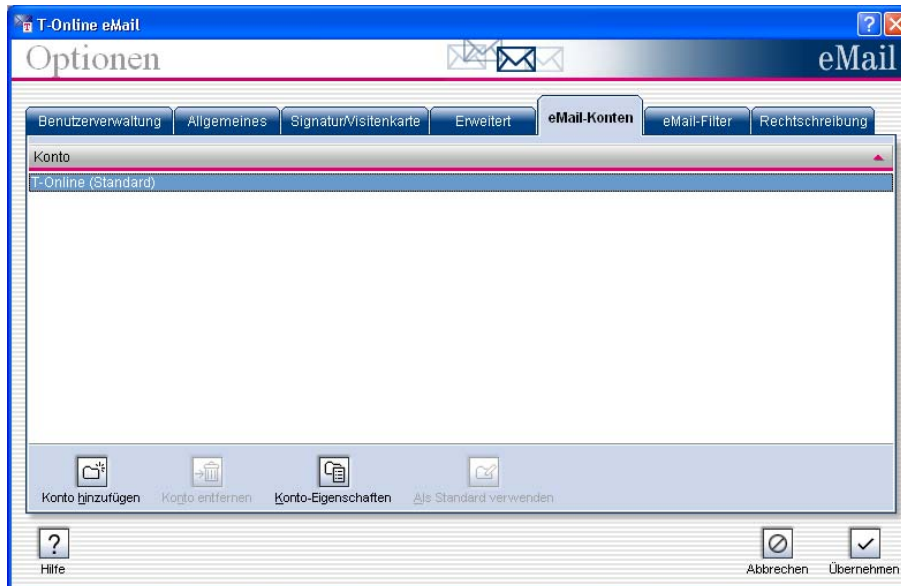 T-Online eMail
Optionen
eMail
Benutzerverwaltung
Allgemeines
Signatur/Visitenkarte
Erweitert
eMail-Konten
eMail-Filter
Rechtschreibung
Konto
T-Online (Standard)
Konto hinzufügen
Konto entfernen
Konto-Eigenschaften
Als Standard verwenden
Hilfe
Abbrechen
Übernehmen